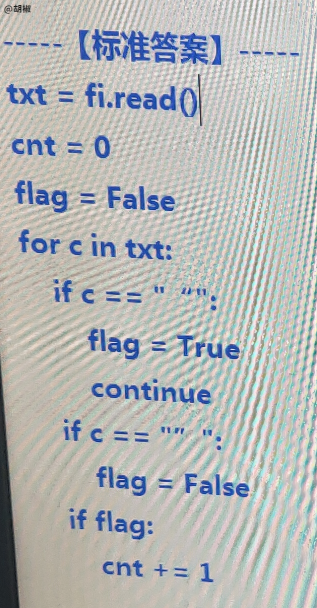 @胡椒
-----【标准答案】-----
txt = fi.read()
cnt = 0
flag = False
for c in txt:
if c == " “":
flag = True
continue
if c == "” ":
flag = False
if flag:
cnt += 1